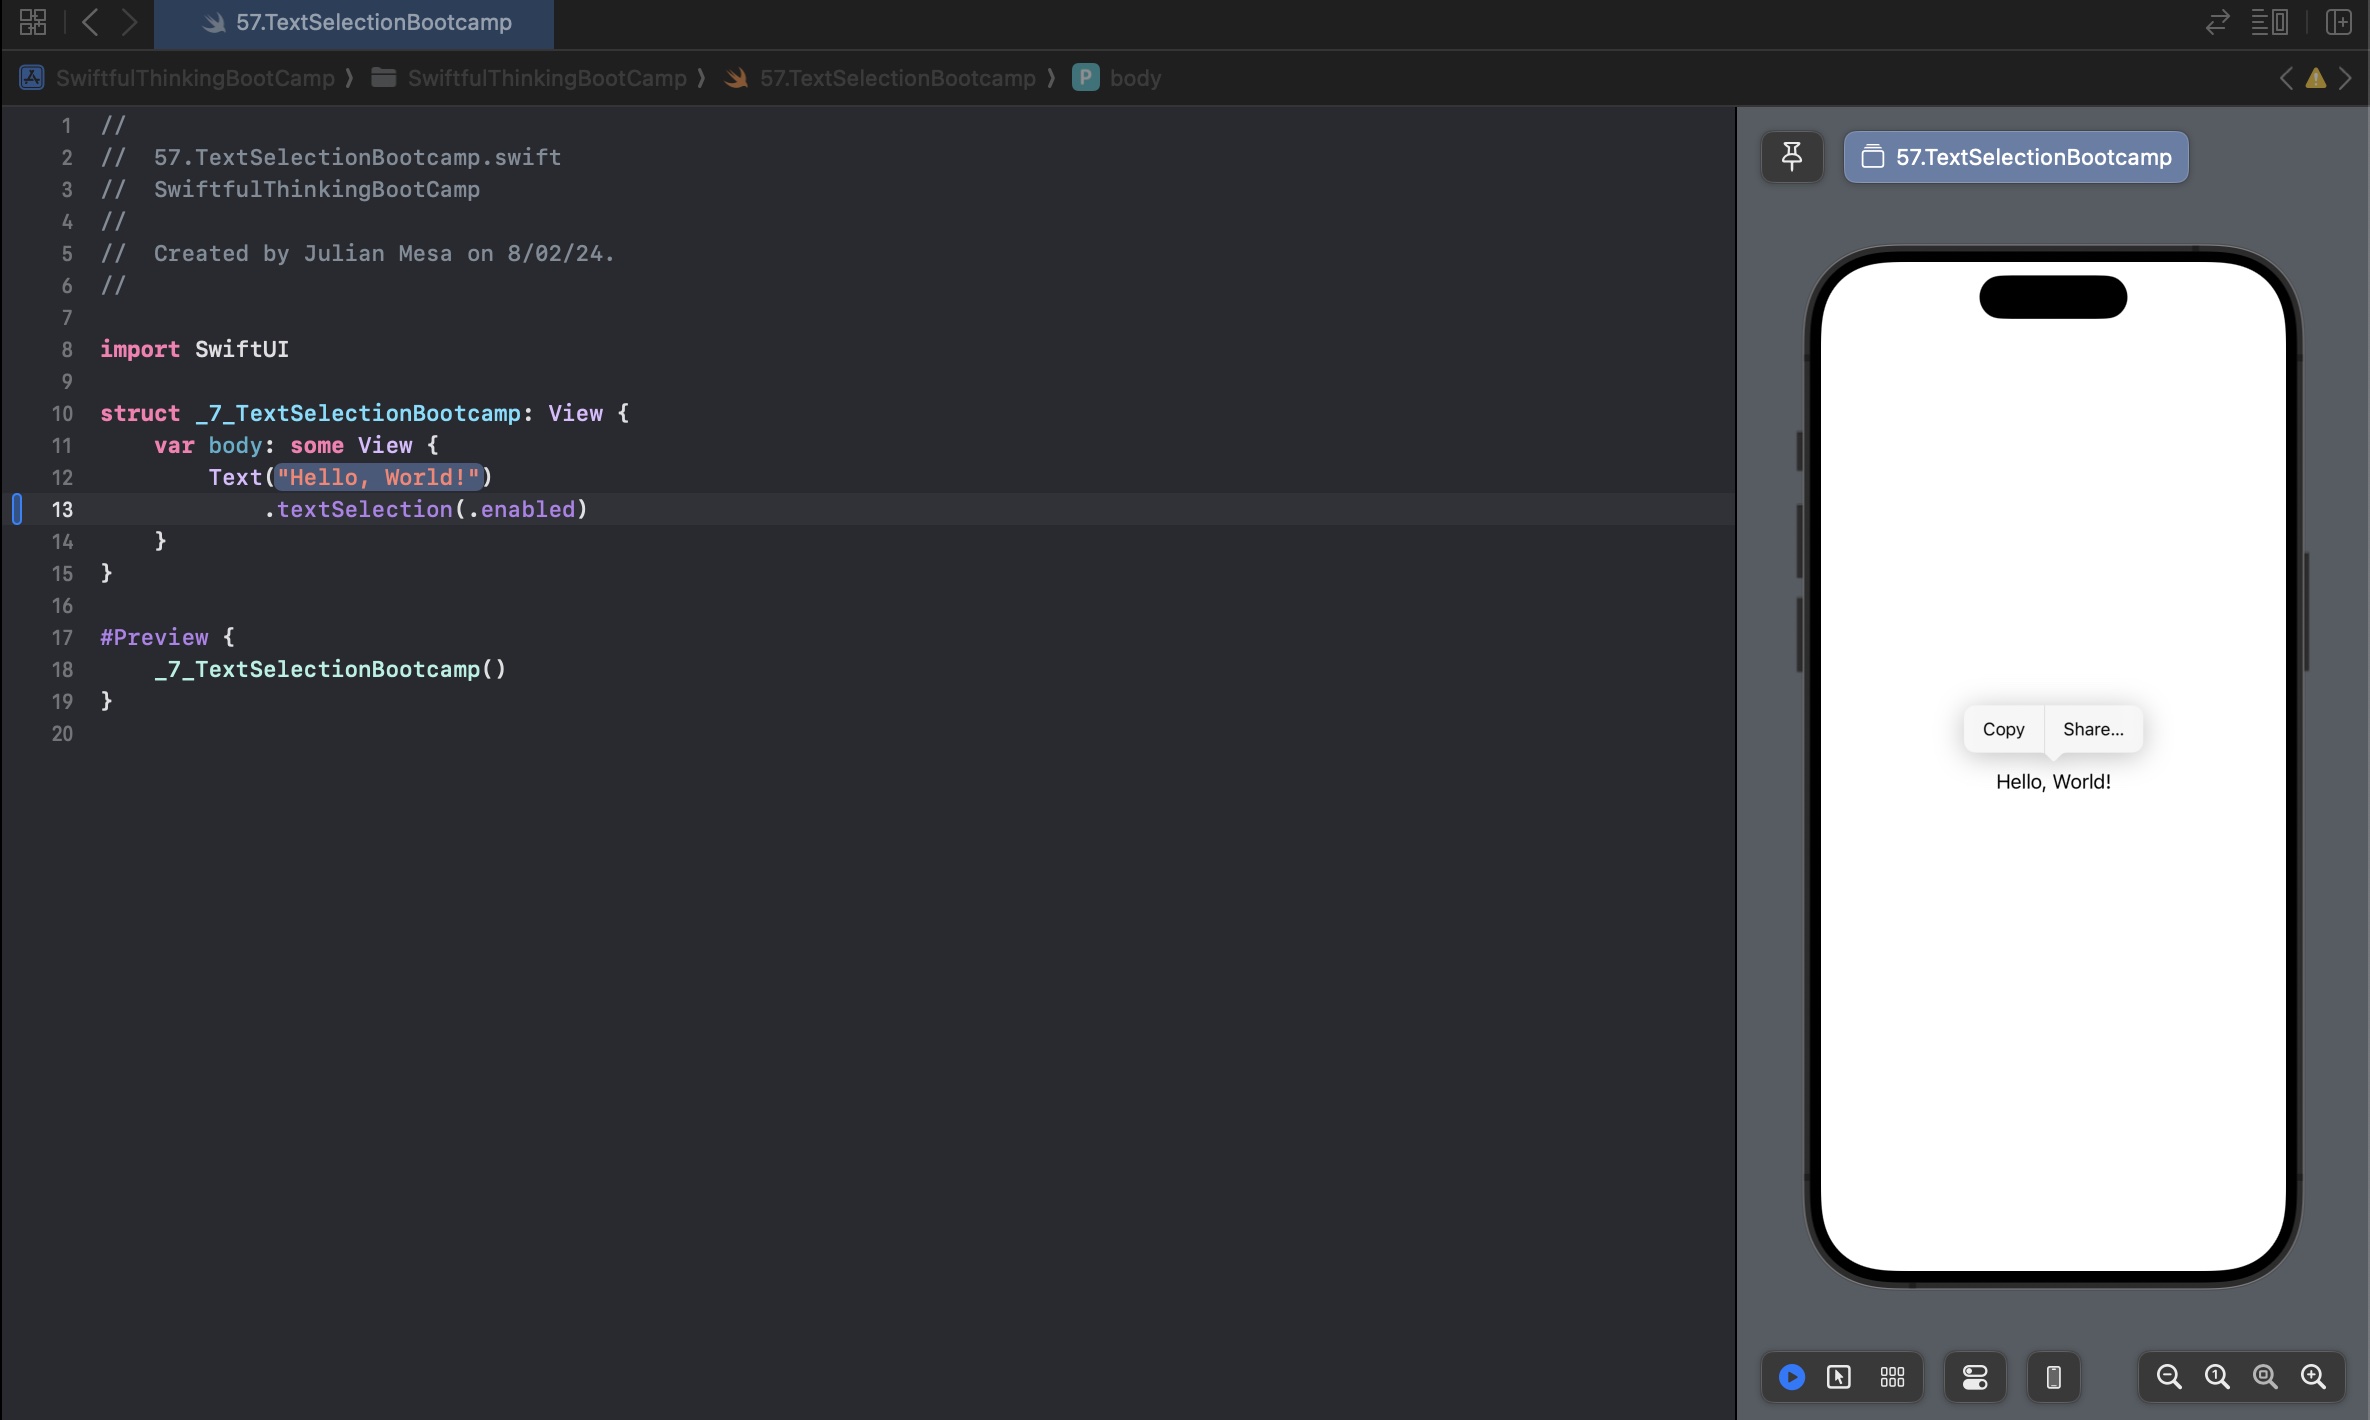 57.TextSelectionBootcamp
SwiftfulThinkingBootCamp ❭ SwiftfulThinkingBootCamp ❭ 57.TextSelectionBootcamp ❭ P body
1 //
2 //  57.TextSelectionBootcamp.swift
3 //  SwiftfulThinkingBootCamp
4 //
5 //  Created by Julian Mesa on 8/02/24.
6 //
7
8 import SwiftUI
9
10 struct _7_TextSelectionBootcamp: View {
11     var body: some View {
12         Text("Hello, World!")
13             .textSelection(.enabled)
14     }
15 }
16
17 #Preview {
18     _7_TextSelectionBootcamp()
19 }
20
57.TextSelectionBootcamp
Copy Share...
Hello, World!